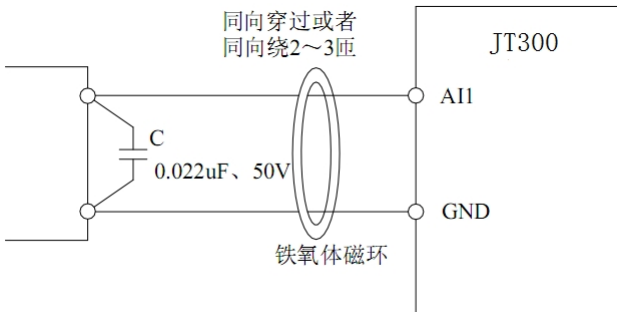 同向穿过或者
同向绕2～3匝
JT300
AI1
C
0.022uF、50V
GND
铁氧体磁环